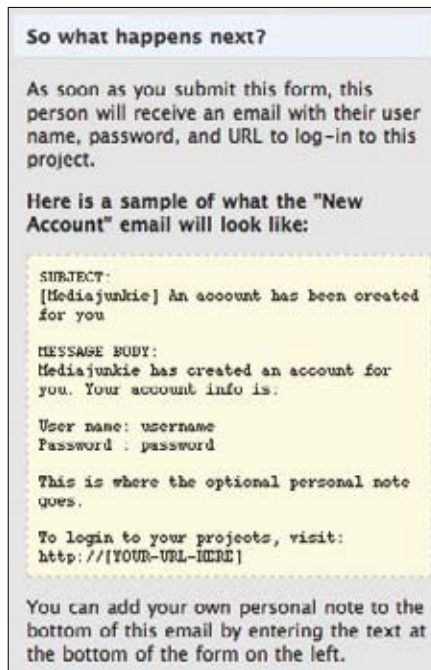 So what happens next?
As soon as you submit this form, this
person will receive an email with their user
name, password, and URL to log-in to this
project.
Here is a sample of what the "New
Account" email will look like:
SUBJECT:
[Mediajunkie] An account has been created
for you
MESSAGE BODY:
Mediajunkie has created an account for
you. Your account info is:
User name: username
Password : password
This is where the optional personal note
goes.
To login to your projects, visit:
http://[YOUR-URL-HERE]
You can add your own personal note to the
bottom of this email by entering the text at
the bottom of the form on the left.